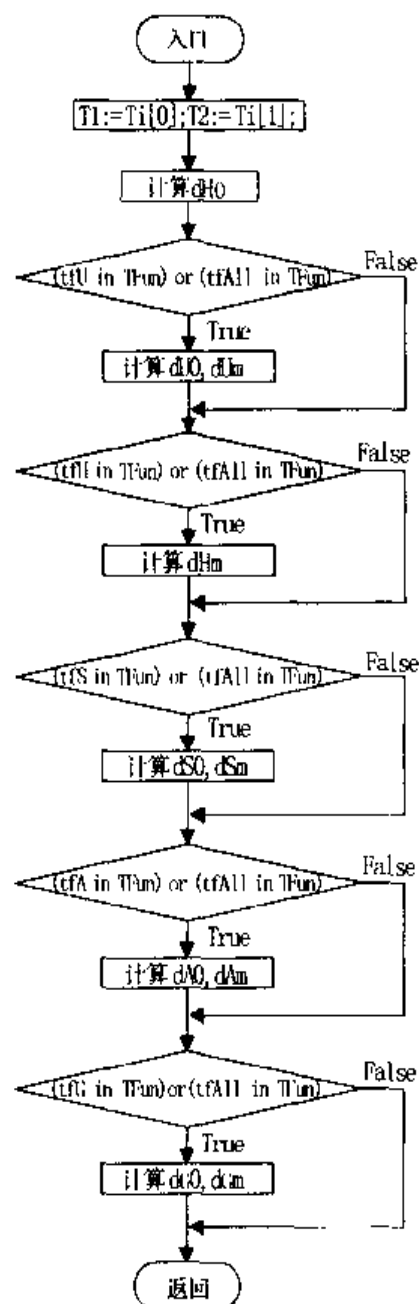 入口
T1:=Ti[0];T2:=Ti[1];
计算dH0
(tfU in TFun) or (tfAll in TFun)
False
True
计算dU0,dUm
(tfH in TFun) or (tfAll in TFun)
False
True
计算dHm
(tfS in TFun) or (tfAll in TFun)
False
True
计算dS0,dSm
(tfA in TFun) or (tfAll in TFun)
False
True
计算dA0,dAm
(tfG in TFun)or(tfAll in TFun)
False
True
计算dG0,dGm
返回